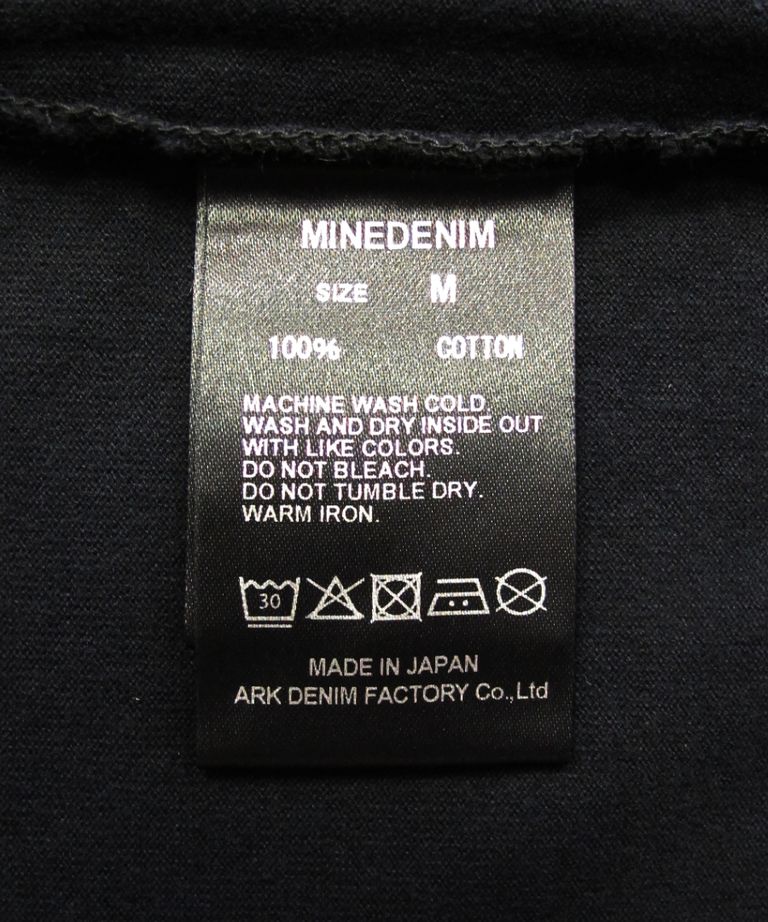 MINEDENIM
SIZE M
100% COTTON
MACHINE WASH COLD
WASH AND DRY INSIDE OUT
WITH LIKE COLORS.
DO NOT BLEACH.
DO NOT TUMBLE DRY.
WARM IRON.
30
MADE IN JAPAN
ARK DENIM FACTORY Co.,Ltd